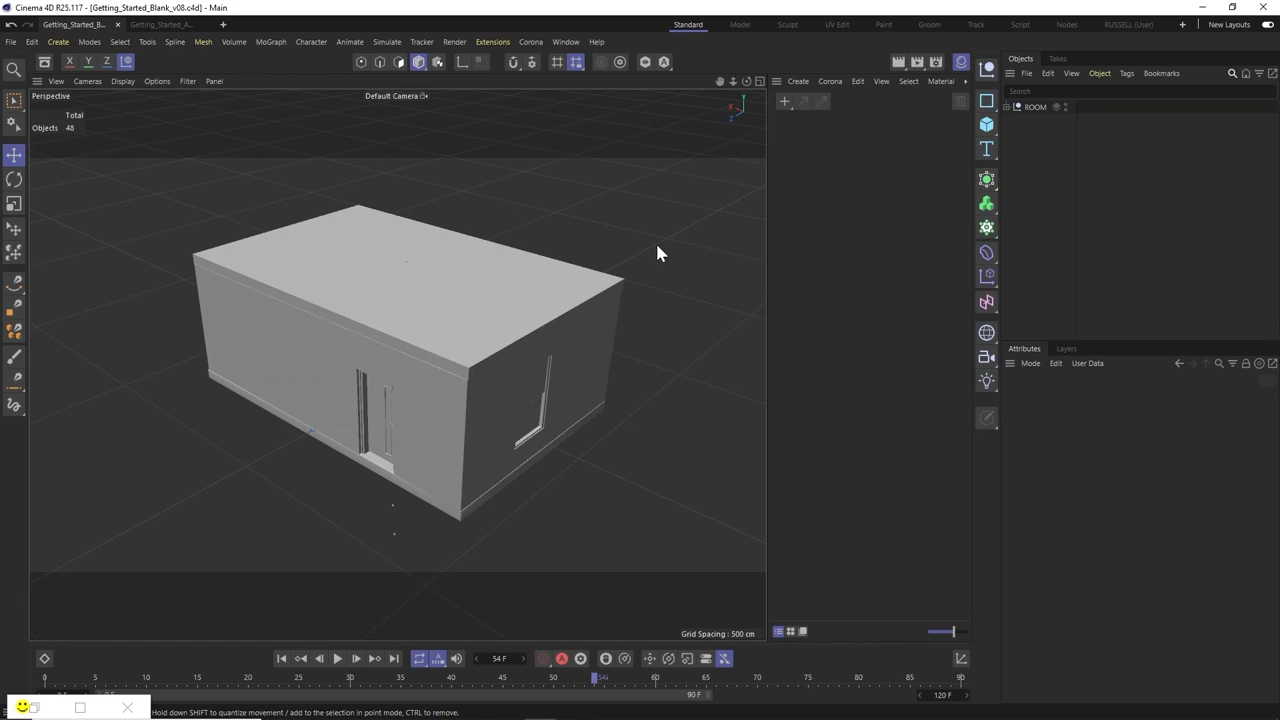 Cinema 4D R25.117 - [Getting_Started_Blank_v08.c4d] - Main
Getting_Started_B...
Getting_Started_A...
Standard
Model
Sculpt
UV Edit
Paint
Groom
Track
Script
Nodes
RUSSELL (User)
New Layouts
File
Edit
Create
Modes
Select
Tools
Spline
Mesh
Volume
MoGraph
Character
Animate
Simulate
Tracker
Render
Extensions
Corona
Window
Help
X
Y
Z
Objects
Takes
View
Cameras
Display
Options
Filter
Panel
Create
Corona
Edit
View
Select
Material
File
Edit
View
Object
Tags
Bookmarks
Perspective
Default Camera
Search
Total
Objects 48
Y
X
Z
ROOM
Attributes
Layers
Mode
Edit
User Data
Grid Spacing : 500 cm
54 F
0
5
10
15
20
25
30
35
40
45
50
54
60
65
70
75
80
85
90
90 F
120 F
Hold down SHIFT to quantize movement / add to the selection in point mode, CTRL to remove.